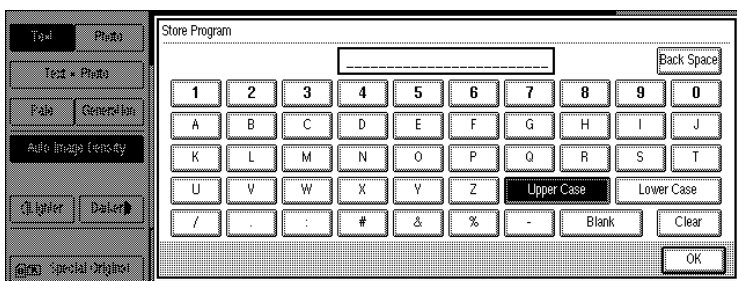 Text Photo
Store Program
____________________
Back Space
Text · Photo
1 2 3 4 5 6 7 8 9 0
Pale Generation
A B C D E F G H I J
Auto Image Density
K L M N O P Q R S T
U V W X Y Z Upper Case Lower Case
Lighter Darker
/ . : # & % - Blank Clear
Special Original
OK